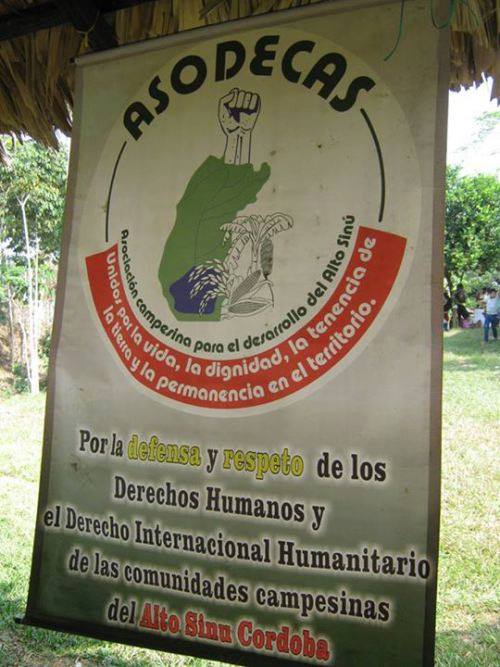 ASODECAS
Asociación campesina para el desarrollo del Alto Sinú
Unidos por la vida, la dignidad, la tenencia de
la tierra y la permanencia en el territorio.
Por la defensa y respeto de los
Derechos Humanos y
el Derecho Internacional Humanitario
de las comunidades campesinas
del Alto Sinu Cordoba